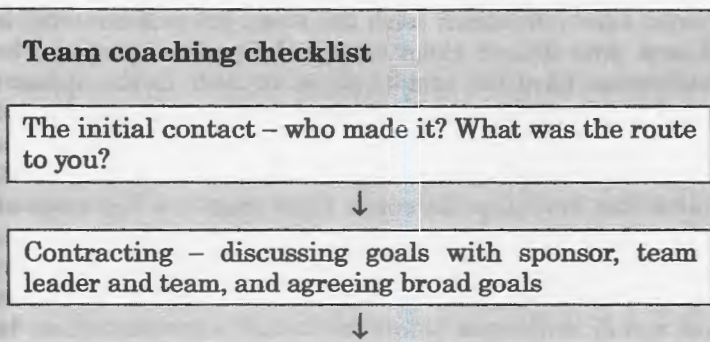 Team coaching checklist
The initial contact – who made it? What was the route
to you?
↓
Contracting – discussing goals with sponsor, team
leader and team, and agreeing broad goals
↓